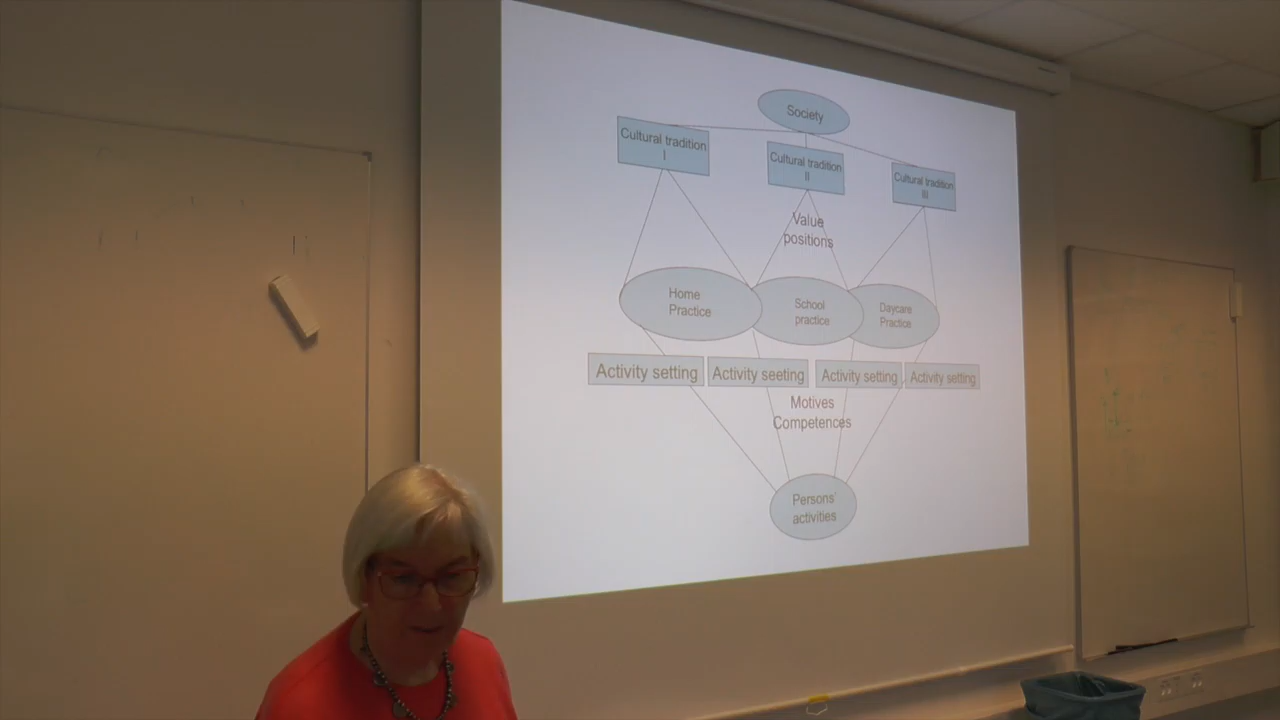 Society
Cultural tradition
I
Cultural tradition
II
Cultural tradition
III
Value
positions
Home
Practice
School
practice
Daycare
Practice
Activity setting
Activity seeting
Activity setting
Activity setting
Motives
Competences
Persons'
activities